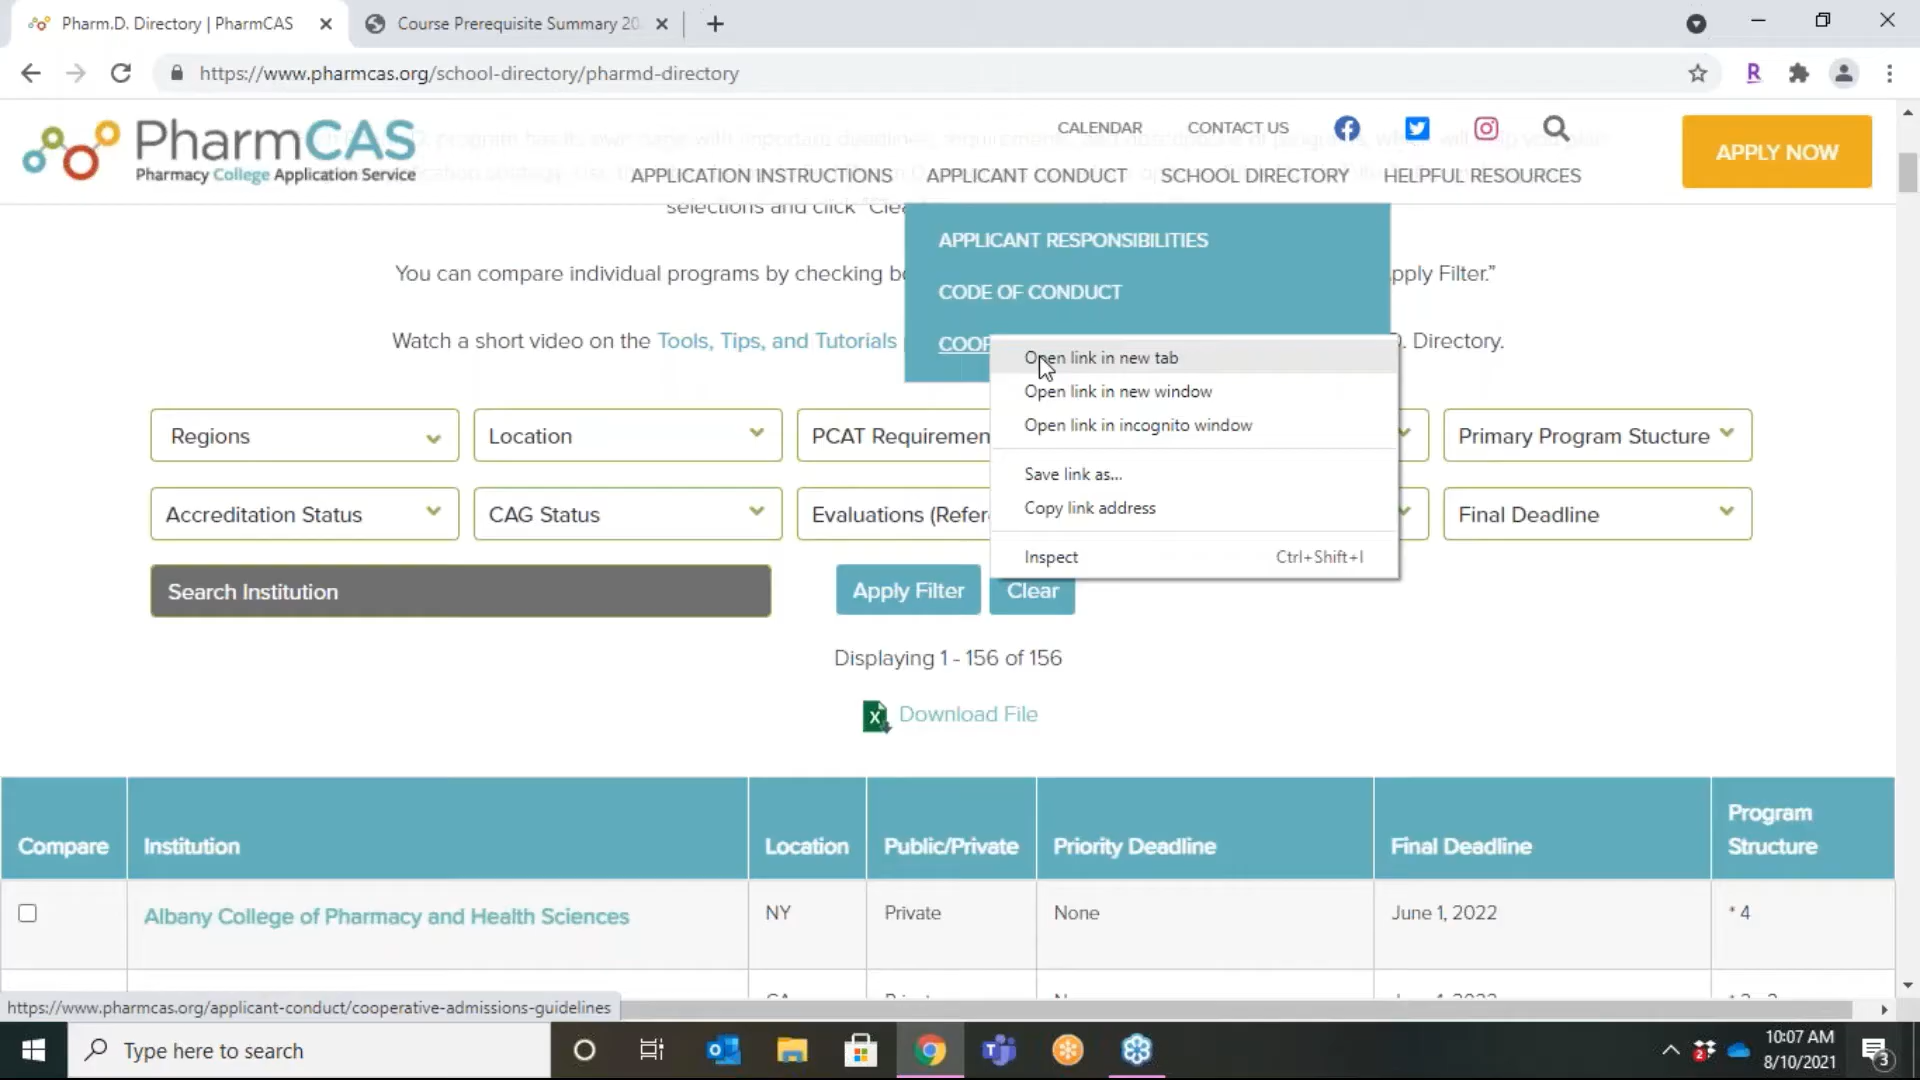 Pharm.D. Directory | PharmCAS
Course Prerequisite Summary 20
https://www.pharmcas.org/school-directory/pharmd-directory
R
PharmCAS
Pharmacy College Application Service
CALENDAR
CONTACT US
APPLY NOW
APPLICATION INSTRUCTIONS
APPLICANT CONDUCT
SCHOOL DIRECTORY
HELPFUL RESOURCES
selections and click "Clea
APPLICANT RESPONSIBILITIES
You can compare individual programs by checking bo
pply Filter."
CODE OF CONDUCT
Watch a short video on the Tools, Tips, and Tutorials
COOP
. Directory.
Open link in new tab
Open link in new window
Open link in incognito window
Save link as...
Copy link address
Inspect Ctrl+Shift+I
Regions
Location
PCAT Requiremen
Primary Program Stucture
Accreditation Status
CAG Status
Evaluations (Refer
Final Deadline
Search Institution
Apply Filter
Clear
Displaying 1 - 156 of 156
Download File
Compare
Institution
Location
Public/Private
Priority Deadline
Final Deadline
Program
Structure
Albany College of Pharmacy and Health Sciences
NY
Private
None
June 1, 2022
* 4
https://www.pharmcas.org/applicant-conduct/cooperative-admissions-guidelines
Type here to search
10:07 AM
8/10/2021
2
3